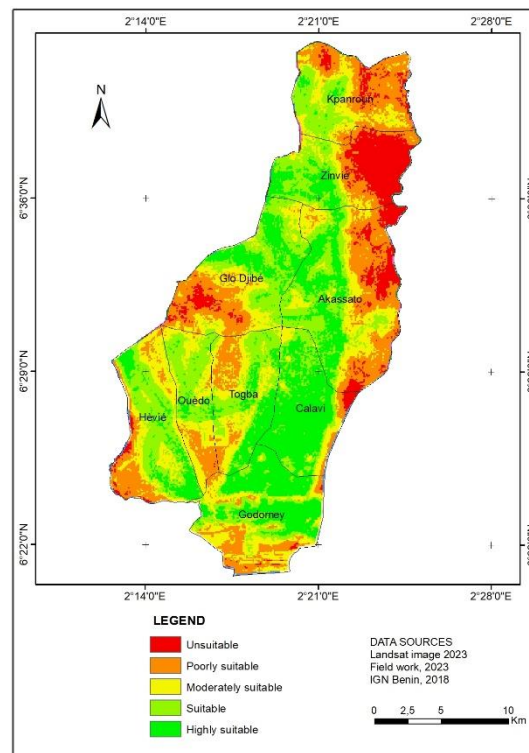 2°14'0"E 2°21'0"E 2°28'0"E
N
Kpanroun
Zinvié
6°36'0"N
Glo Djibé
Akassato
6°29'0"N
Ouèdo
Togba
Hêvié
Calavi
Godomey
6°22'0"N
2°14'0"E 2°21'0"E 2°28'0"E
LEGEND
Unsuitable
Poorly suitable
Moderately suitable
Suitable
Highly suitable
DATA SOURCES
Landsat image 2023
Field work, 2023
IGN Benin, 2018
0 2,5 5 10
Km